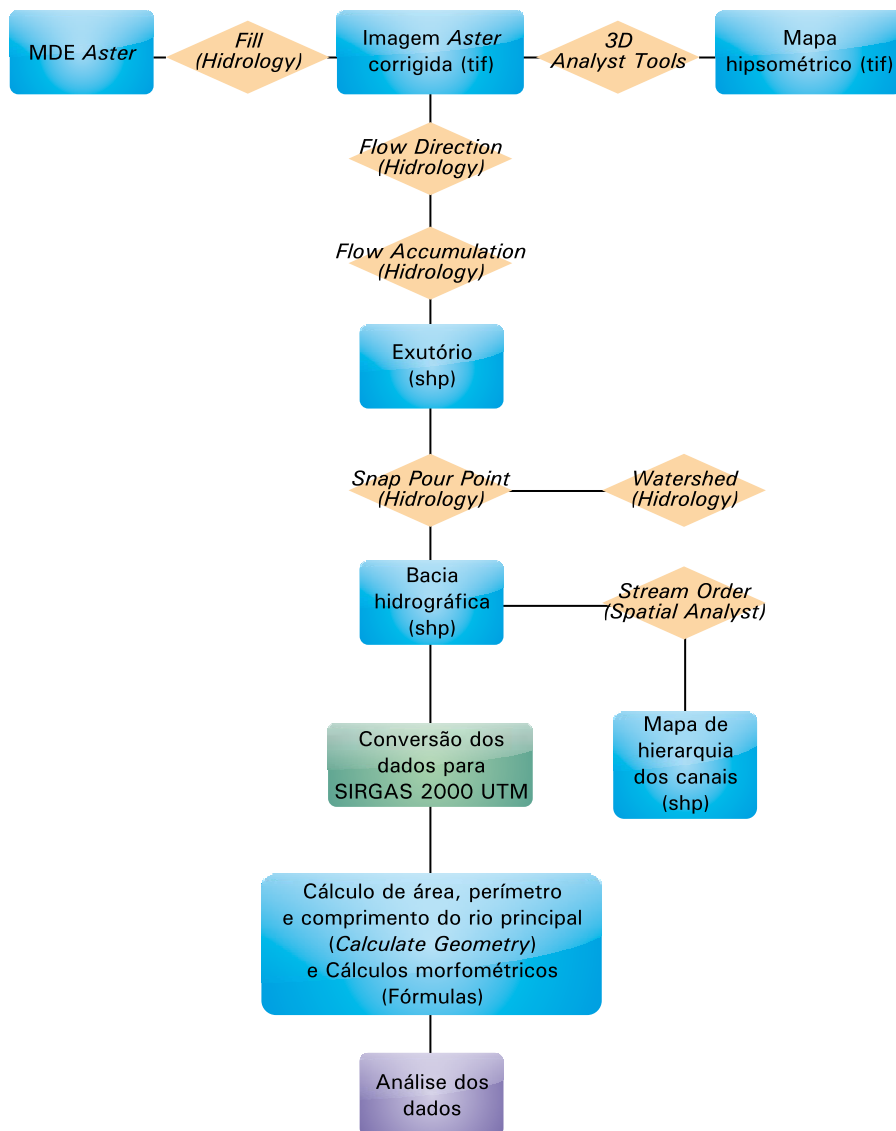 MDE Aster
Fill
(Hidrology)
Imagem Aster
corrigida (tif)
3D
Analyst Tools
Mapa
hipsométrico (tif)
Flow Direction
(Hidrology)
Flow Accumulation
(Hidrology)
Exutório
(shp)
Snap Pour Point
(Hidrology)
Watershed
(Hidrology)
Bacia
hidrográfica
(shp)
Stream Order
(Spatial Analyst)
Mapa de
hierarquia
dos canais
(shp)
Conversão dos
dados para
SIRGAS 2000 UTM
Cálculo de área, perímetro
e comprimento do rio principal
(Calculate Geometry)
e Cálculos morfométricos
(Fórmulas)
Análise dos
dados